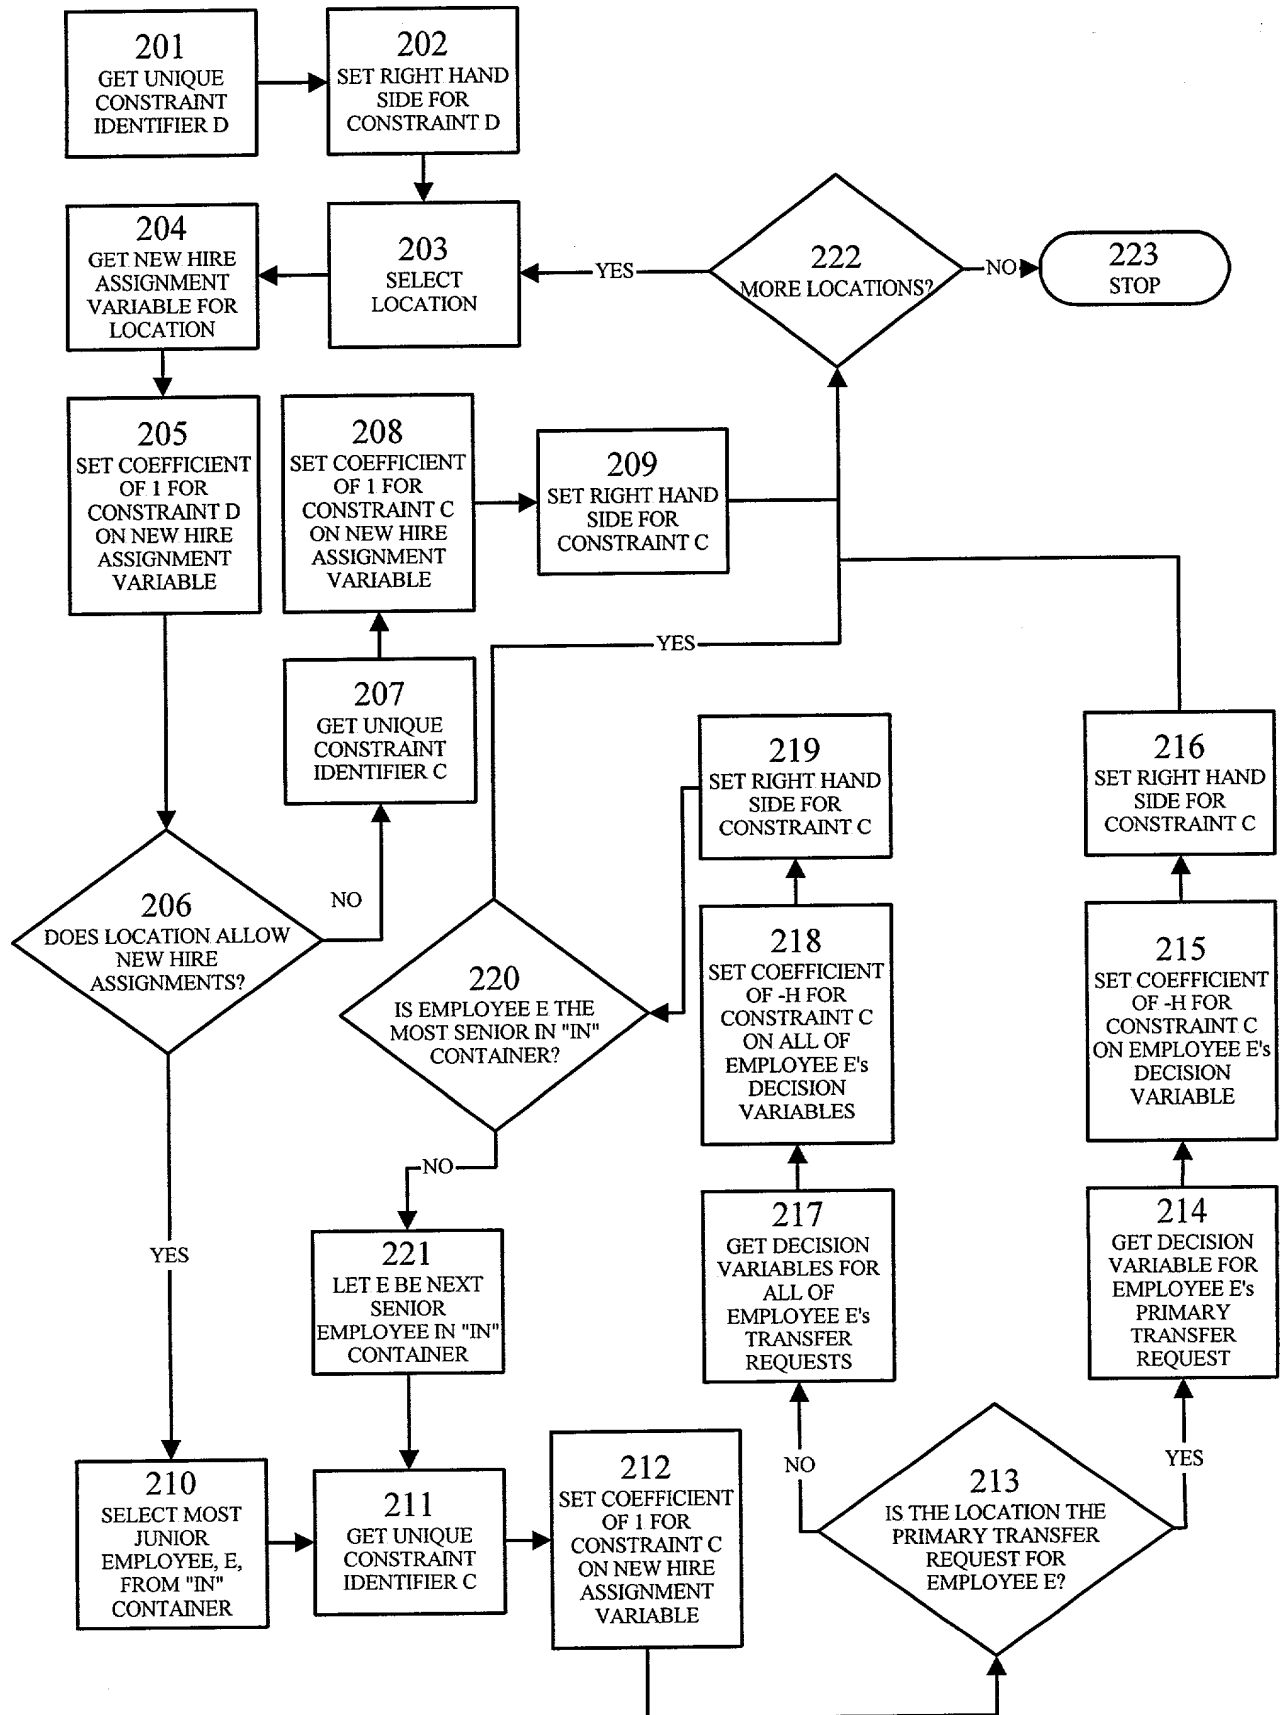 201
GET UNIQUE
CONSTRAINT
IDENTIFIER D
202
SET RIGHT HAND
SIDE FOR
CONSTRAINT D
203
SELECT
LOCATION
204
GET NEW HIRE
ASSIGNMENT
VARIABLE FOR
LOCATION
YES
222
MORE LOCATIONS?
NO
223
STOP
205
SET COEFFICIENT
OF 1 FOR
CONSTRAINT D
ON NEW HIRE
ASSIGNMENT
VARIABLE
208
SET COEFFICIENT
OF 1 FOR
CONSTRAINT C
ON NEW HIRE
ASSIGNMENT
VARIABLE
209
SET RIGHT HAND
SIDE FOR
CONSTRAINT C
YES
207
GET UNIQUE
CONSTRAINT
IDENTIFIER C
219
SET RIGHT HAND
SIDE FOR
CONSTRAINT C
216
SET RIGHT HAND
SIDE FOR
CONSTRAINT C
206
DOES LOCATION ALLOW
NEW HIRE
ASSIGNMENTS?
NO
220
IS EMPLOYEE E THE
MOST SENIOR IN "IN"
CONTAINER?
218
SET COEFFICIENT
OF -H FOR
CONSTRAINT C
ON ALL OF
EMPLOYEE E's
DECISION
VARIABLES
215
SET COEFFICIENT
OF -H FOR
CONSTRAINT C
ON EMPLOYEE E's
DECISION
VARIABLE
NO
YES
221
LET E BE NEXT
SENIOR
EMPLOYEE IN "IN"
CONTAINER
217
GET DECISION
VARIABLES FOR
ALL OF
EMPLOYEE E's
TRANSFER
REQUESTS
214
GET DECISION
VARIABLE FOR
EMPLOYEE E's
PRIMARY
TRANSFER
REQUEST
NO
YES
210
SELECT MOST
JUNIOR
EMPLOYEE, E,
FROM "IN"
CONTAINER
211
GET UNIQUE
CONSTRAINT
IDENTIFIER C
212
SET COEFFICIENT
OF 1 FOR
CONSTRAINT C
ON NEW HIRE
ASSIGNMENT
VARIABLE
213
IS THE LOCATION THE
PRIMARY TRANSFER
REQUEST FOR
EMPLOYEE E?